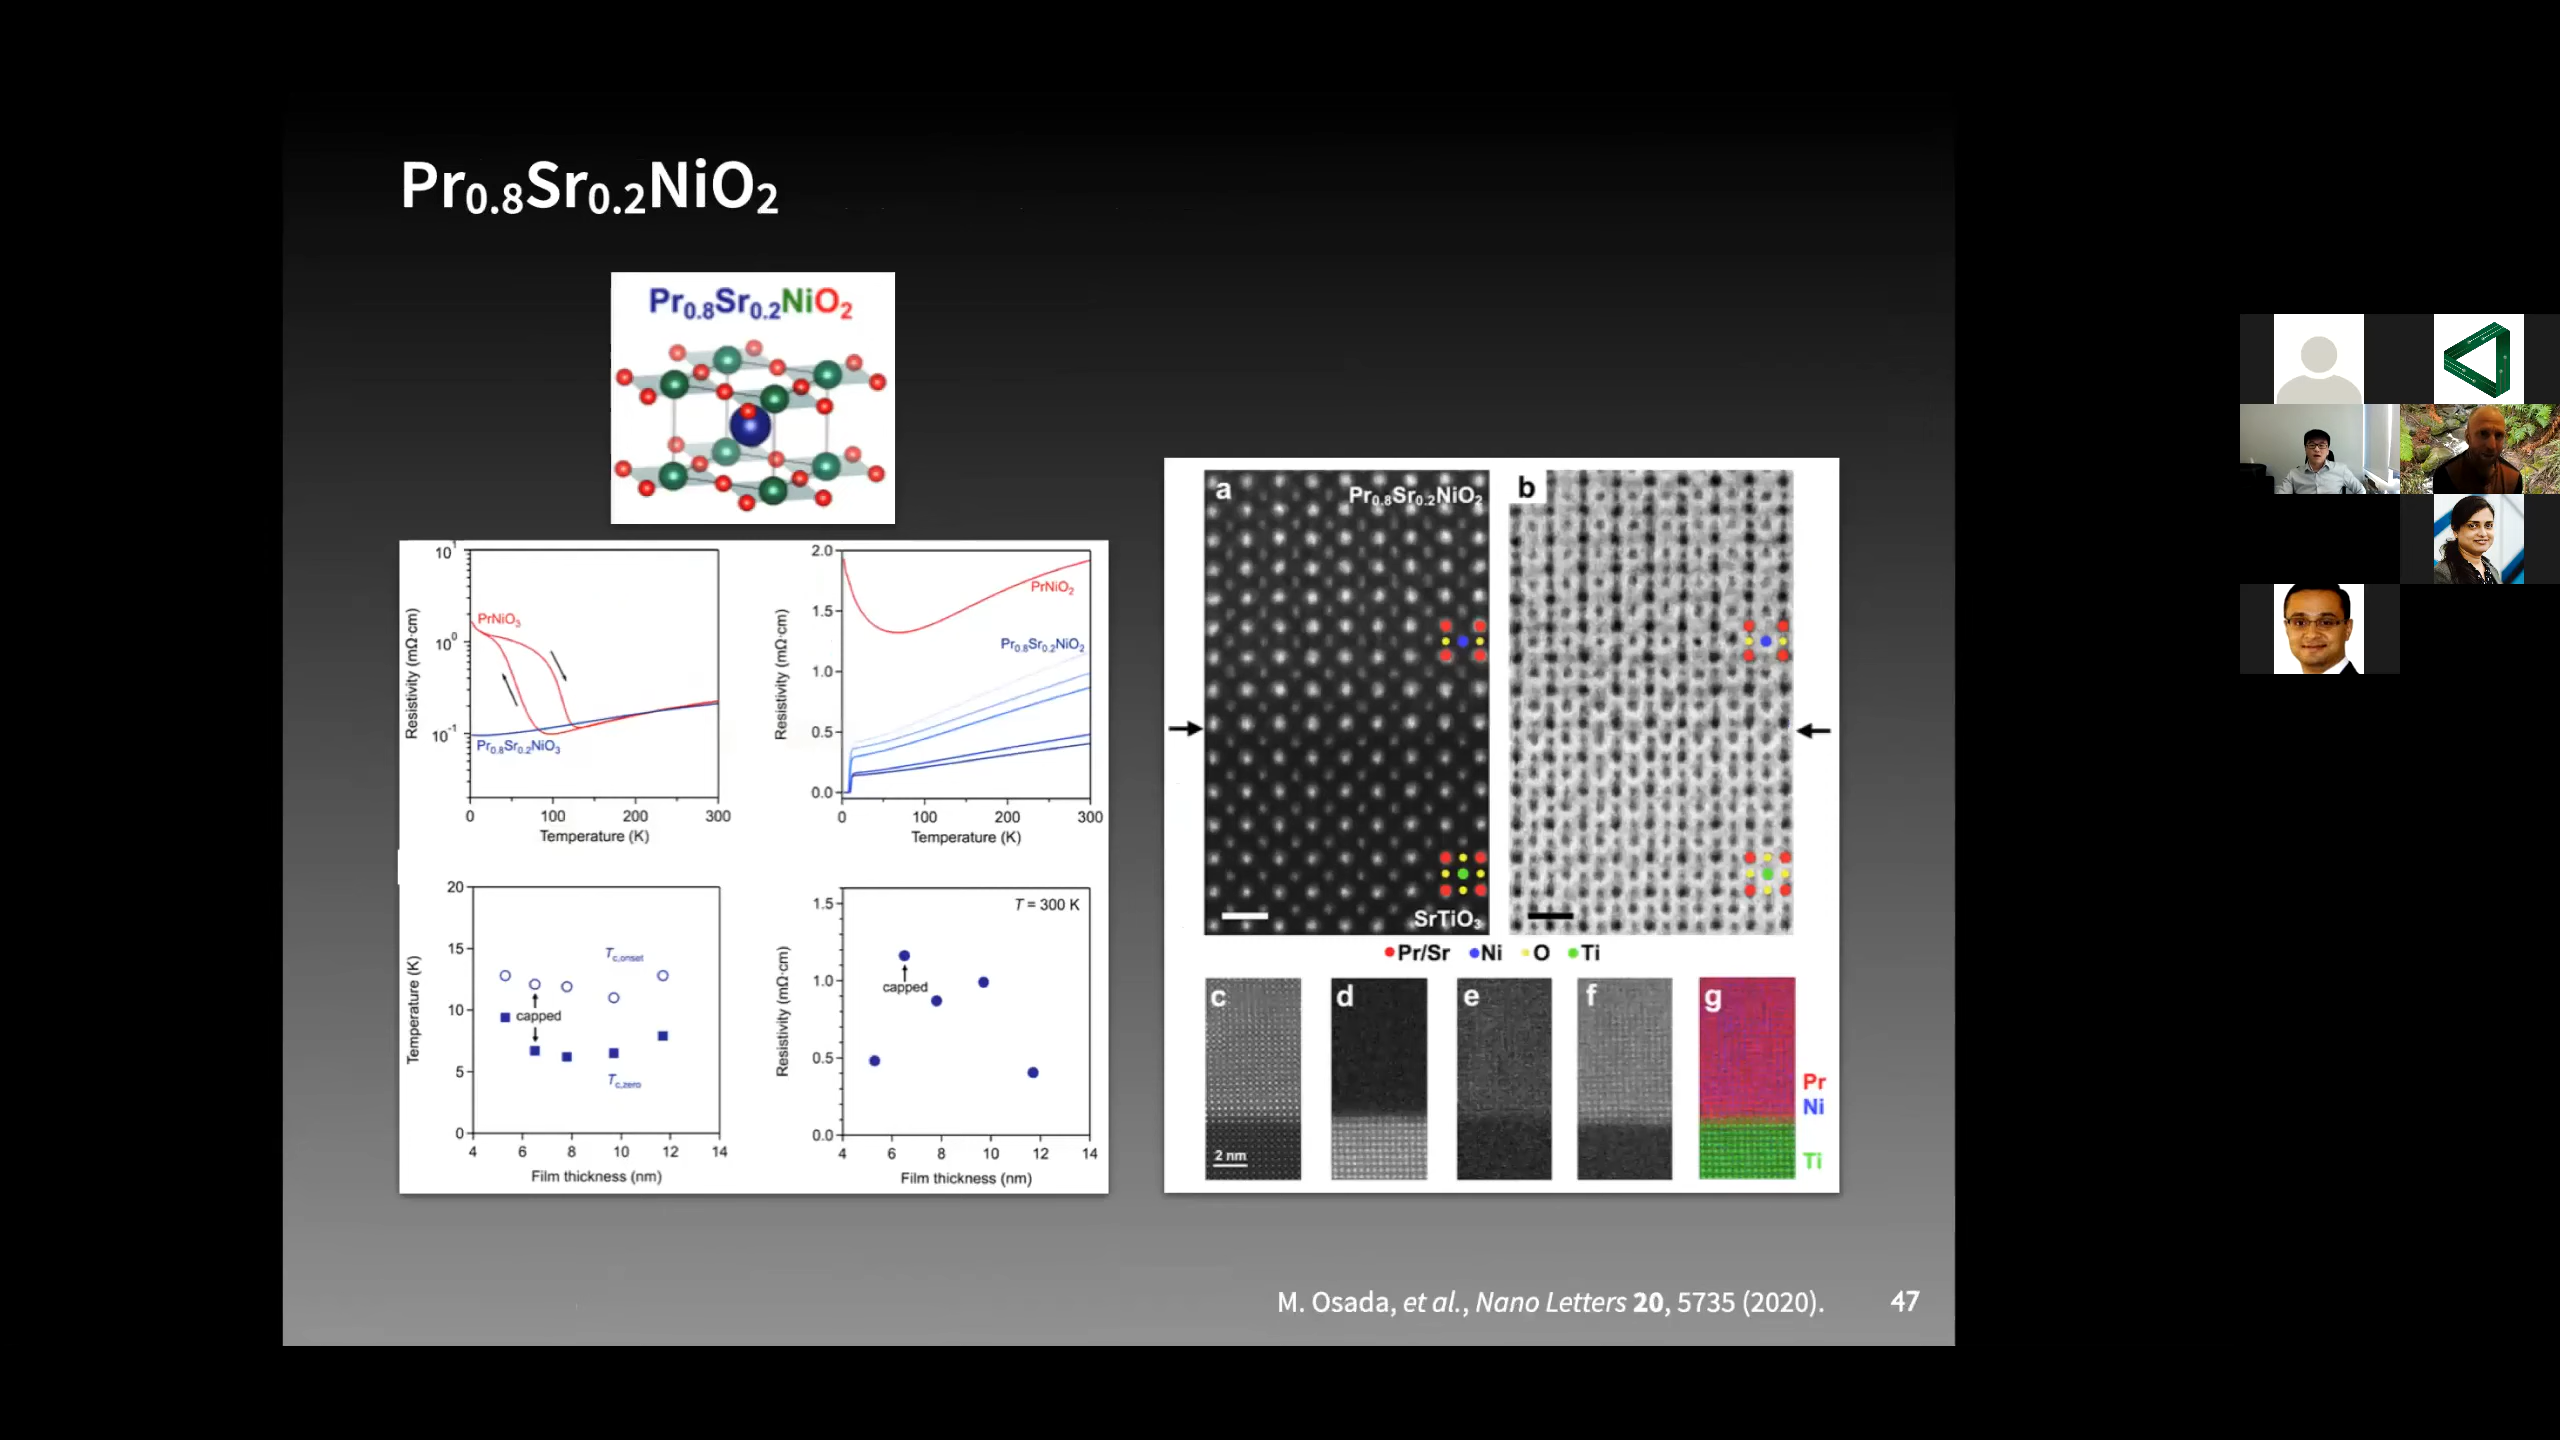 Pr0.8Sr0.2NiO2
Pr0.8Sr0.2NiO2
10^1
10^0
10^-1
Resistivity (mΩ·cm)
PrNiO3
Pr0.8Sr0.2NiO3
0 100 200 300
Temperature (K)
2.0
1.5
1.0
0.5
0.0
Resistivity (mΩ·cm)
PrNiO2
Pr0.8Sr0.2NiO2
0 100 200 300
Temperature (K)
20
15
10
5
0
Temperature (K)
Tc,onset
capped
Tc,zero
4 6 8 10 12 14
Film thickness (nm)
1.5
1.0
0.5
0.0
Resistivity (mΩ·cm)
T = 300 K
capped
4 6 8 10 12 14
Film thickness (nm)
a
Pr0.8Sr0.2NiO2
SrTiO3
b
Pr/Sr Ni O Ti
c
2 nm
d
e
f
g
Pr
Ni
Ti
M. Osada, et al., Nano Letters 20, 5735 (2020).
47